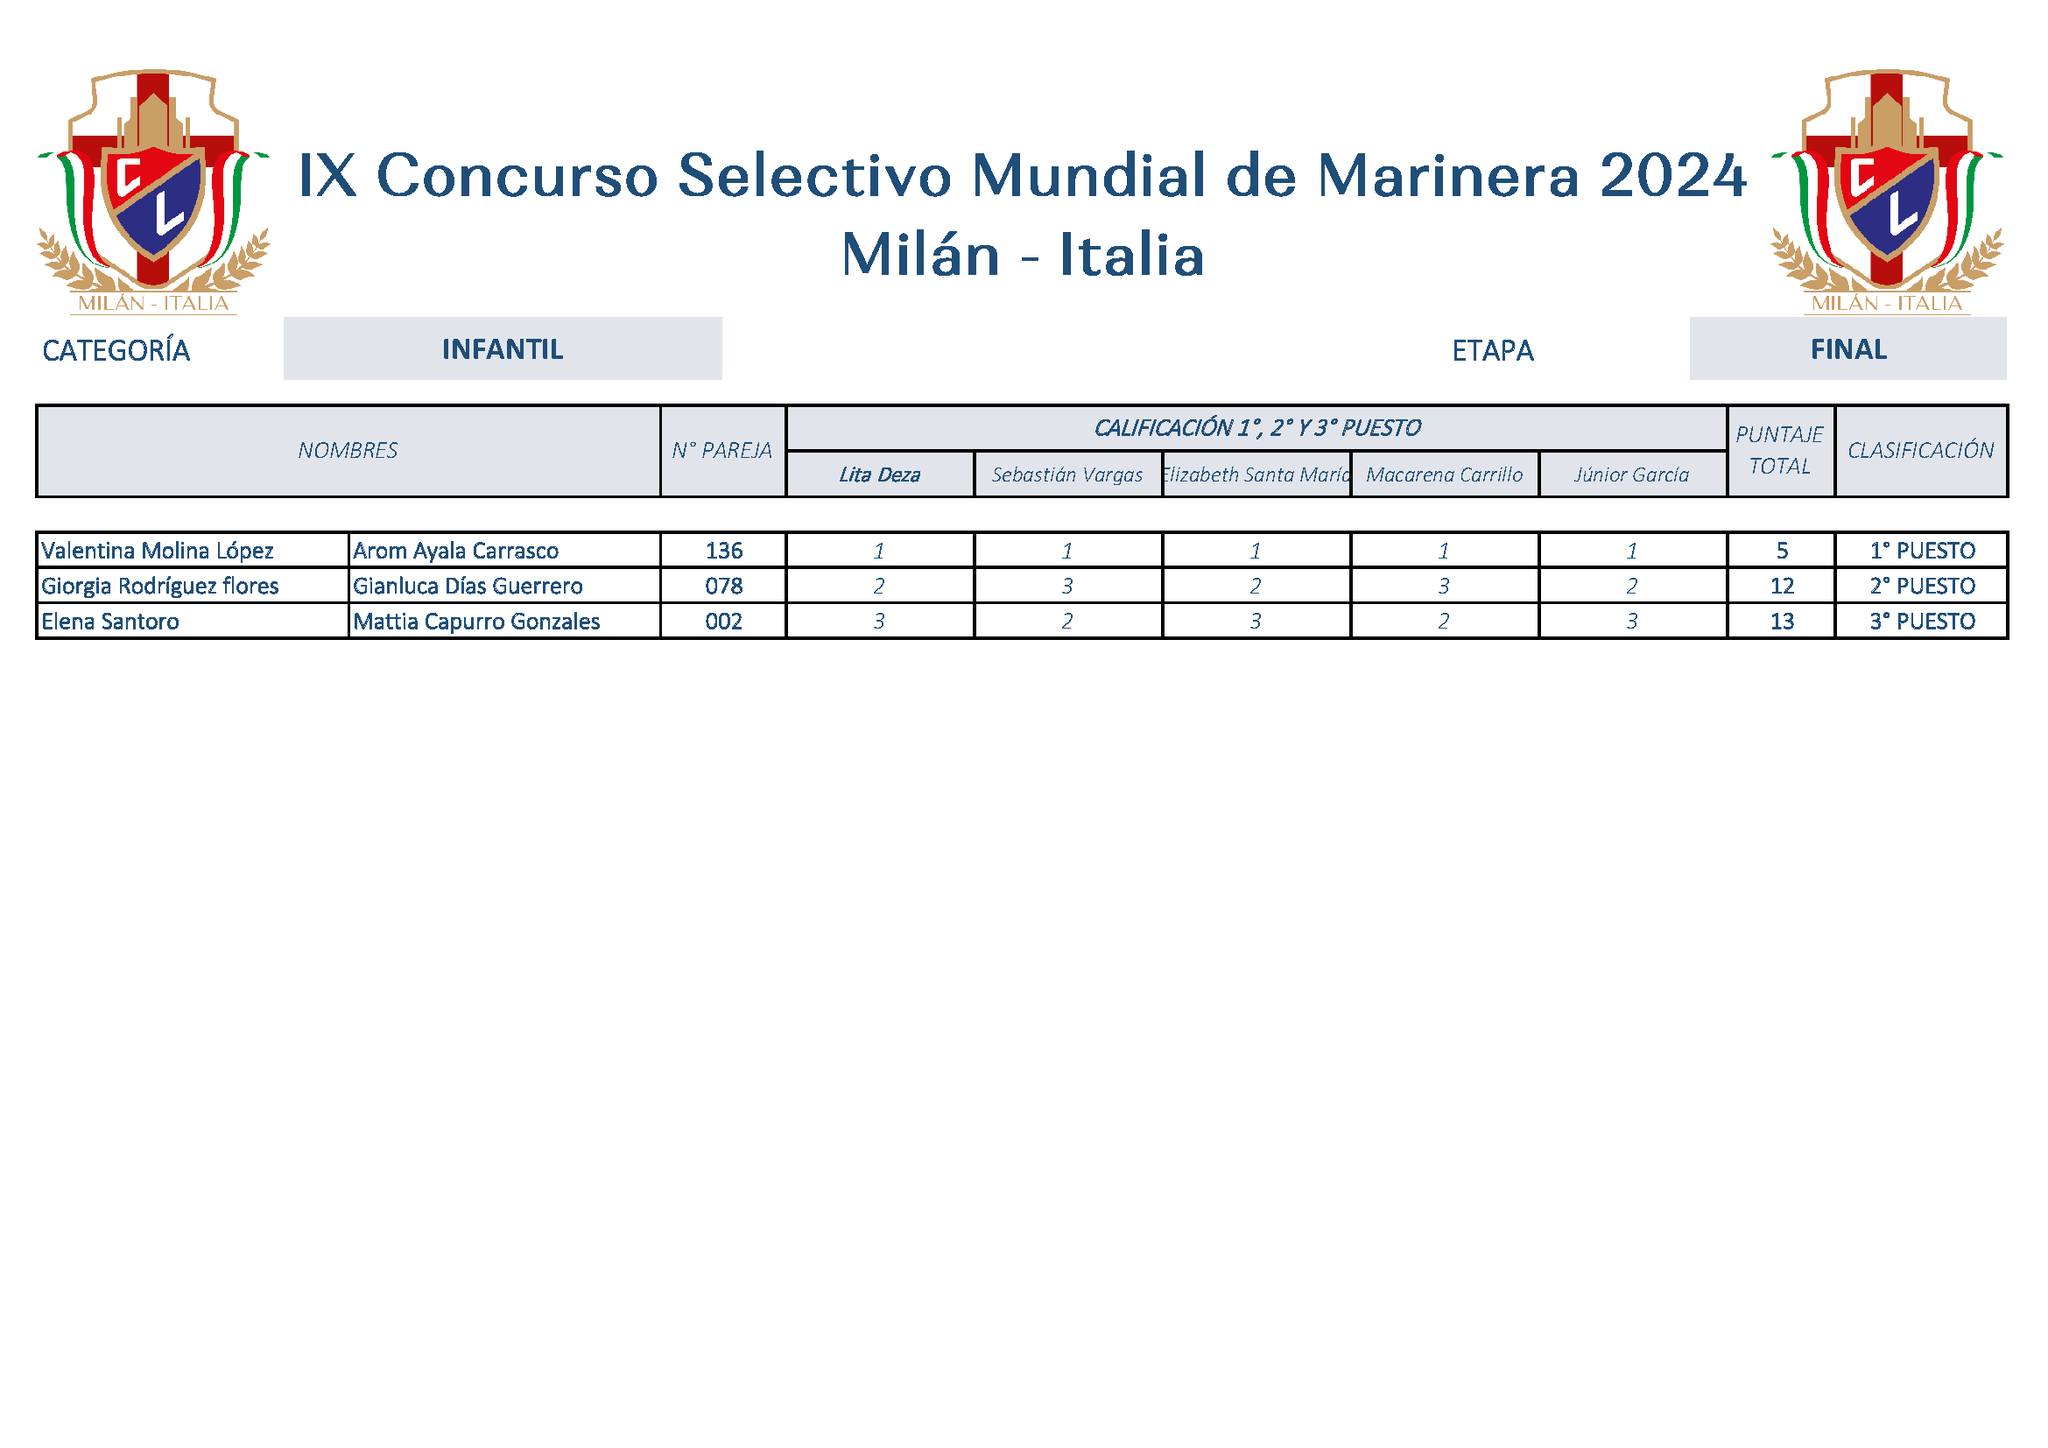 IX Concurso Selectivo Mundial de Marinera 2024
Milán - Italia
C L
MILÁN - ITALIA
C L
MILÁN - ITALIA
CATEGORÍA INFANTIL ETAPA FINAL
NOMBRES N° PAREJA CALIFICACIÓN 1°, 2° Y 3° PUESTO PUNTAJE TOTAL CLASIFICACIÓN
Lita Deza Sebastián Vargas Elizabeth Santa María Macarena Carrillo Júnior García
Valentina Molina López Arom Ayala Carrasco 136 1 1 1 1 1 5 1° PUESTO
Giorgia Rodríguez flores Gianluca Días Guerrero 078 2 3 2 3 2 12 2° PUESTO
Elena Santoro Mattia Capurro Gonzales 002 3 2 3 2 3 13 3° PUESTO